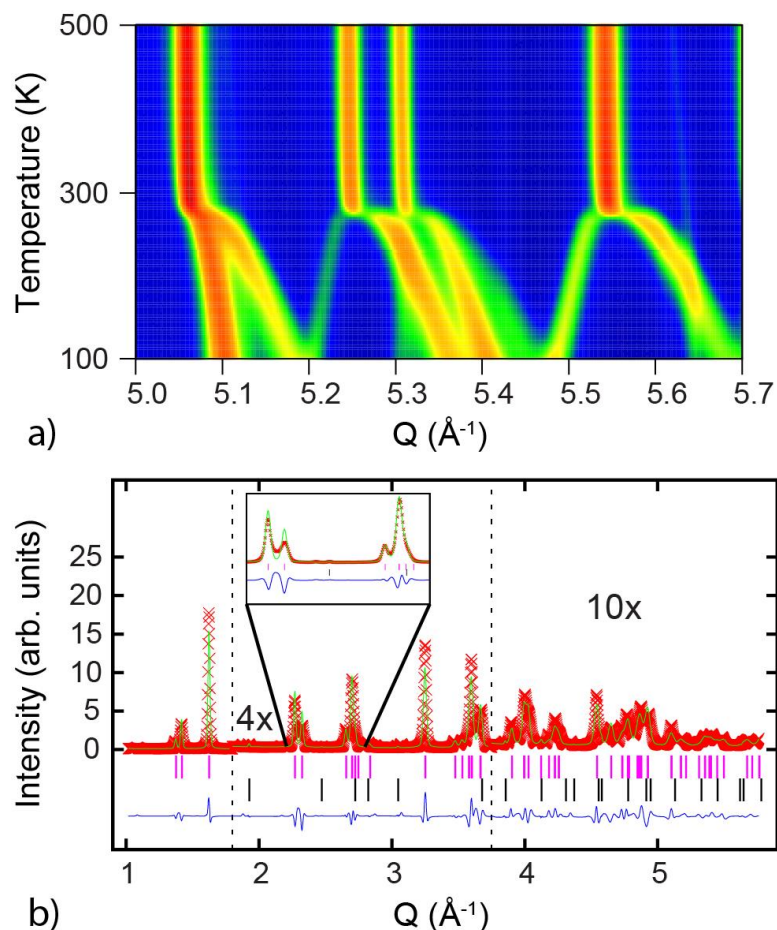 500
300
100
Temperature (K)
5.0 5.1 5.2 5.3 5.4 5.5 5.6 5.7
Q (Å⁻¹)
a)
25
20
15
10
5
0
Intensity (arb. units)
4x
10x
1 2 3 4 5
Q (Å⁻¹)
b)